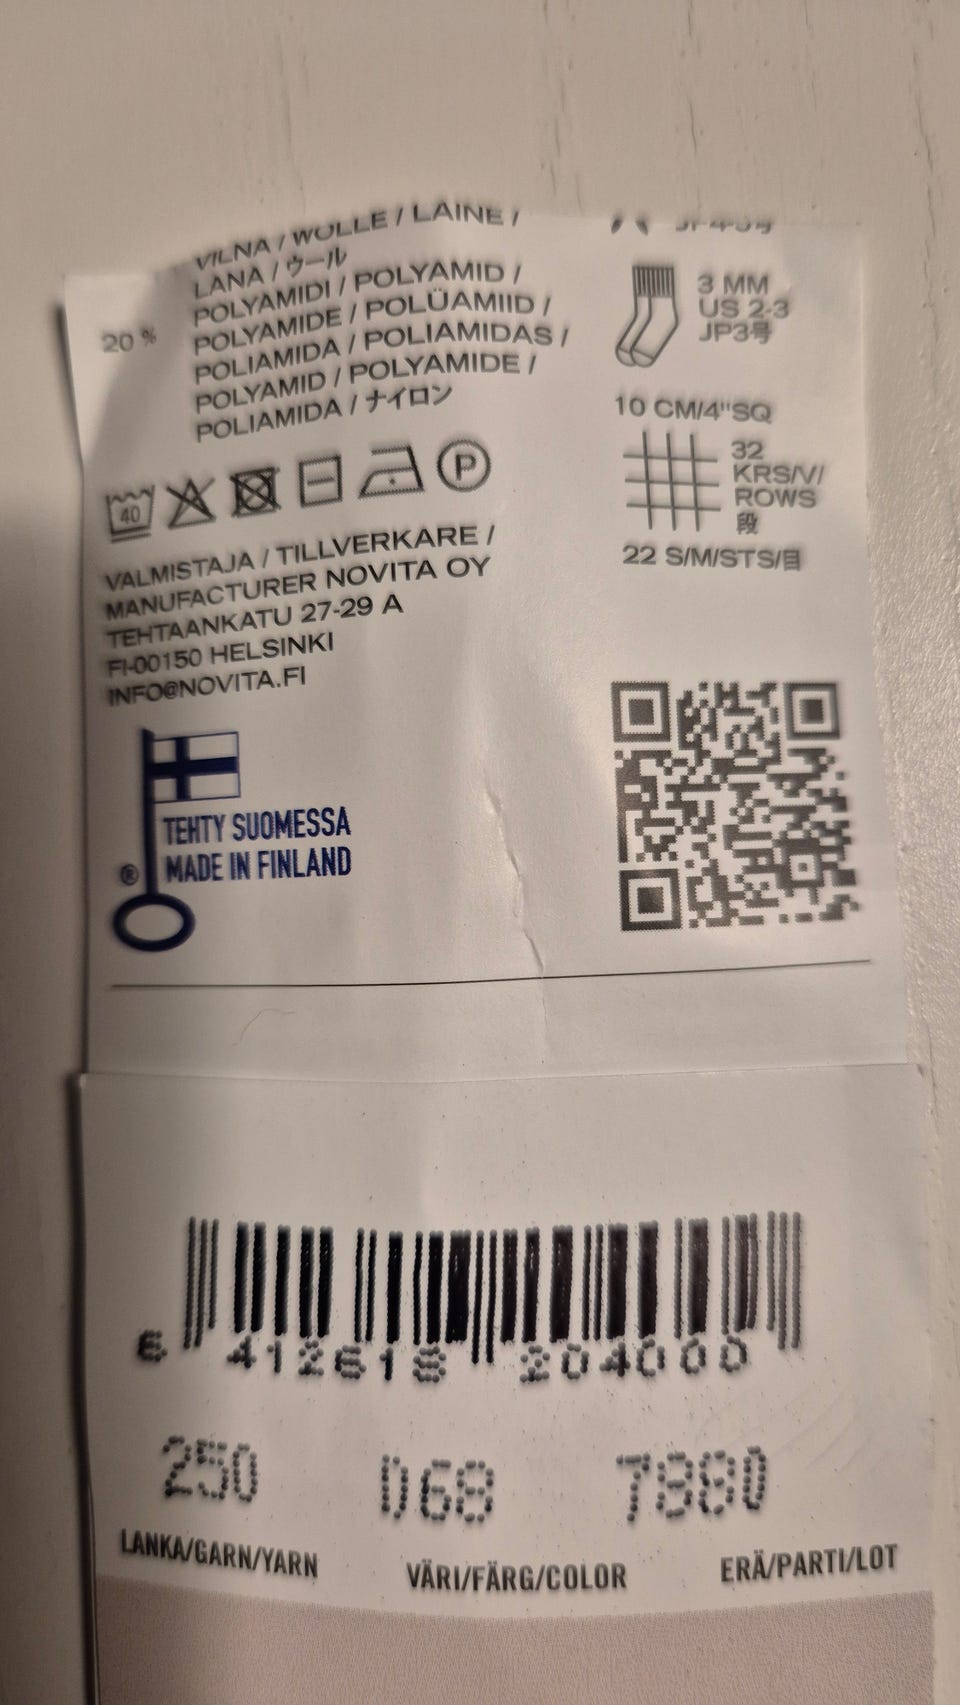 VILNA / WOLLE / LAINE /
LANA / ウール
20 %
POLYAMIDI / POLYAMID /
POLYAMIDE / POLÜAMIID /
POLIAMIDA / POLIAMIDAS /
POLYAMID / POLYAMIDE /
POLIAMIDA / ナイロン
40
P
VALMISTAJA / TILLVERKARE /
MANUFACTURER NOVITA OY
TEHTAANKATU 27-29 A
FI-00150 HELSINKI
INFO@NOVITA.FI
TEHTY SUOMESSA
® MADE IN FINLAND
3 MM
US 2-3
JP3号
10 CM/4"SQ
32
KRS/V/
ROWS
段
22 S/M/STS/目
6 412618 204000
250 D68 7880
LANKA/GARN/YARN VÄRI/FÄRG/COLOR ERÄ/PARTI/LOT